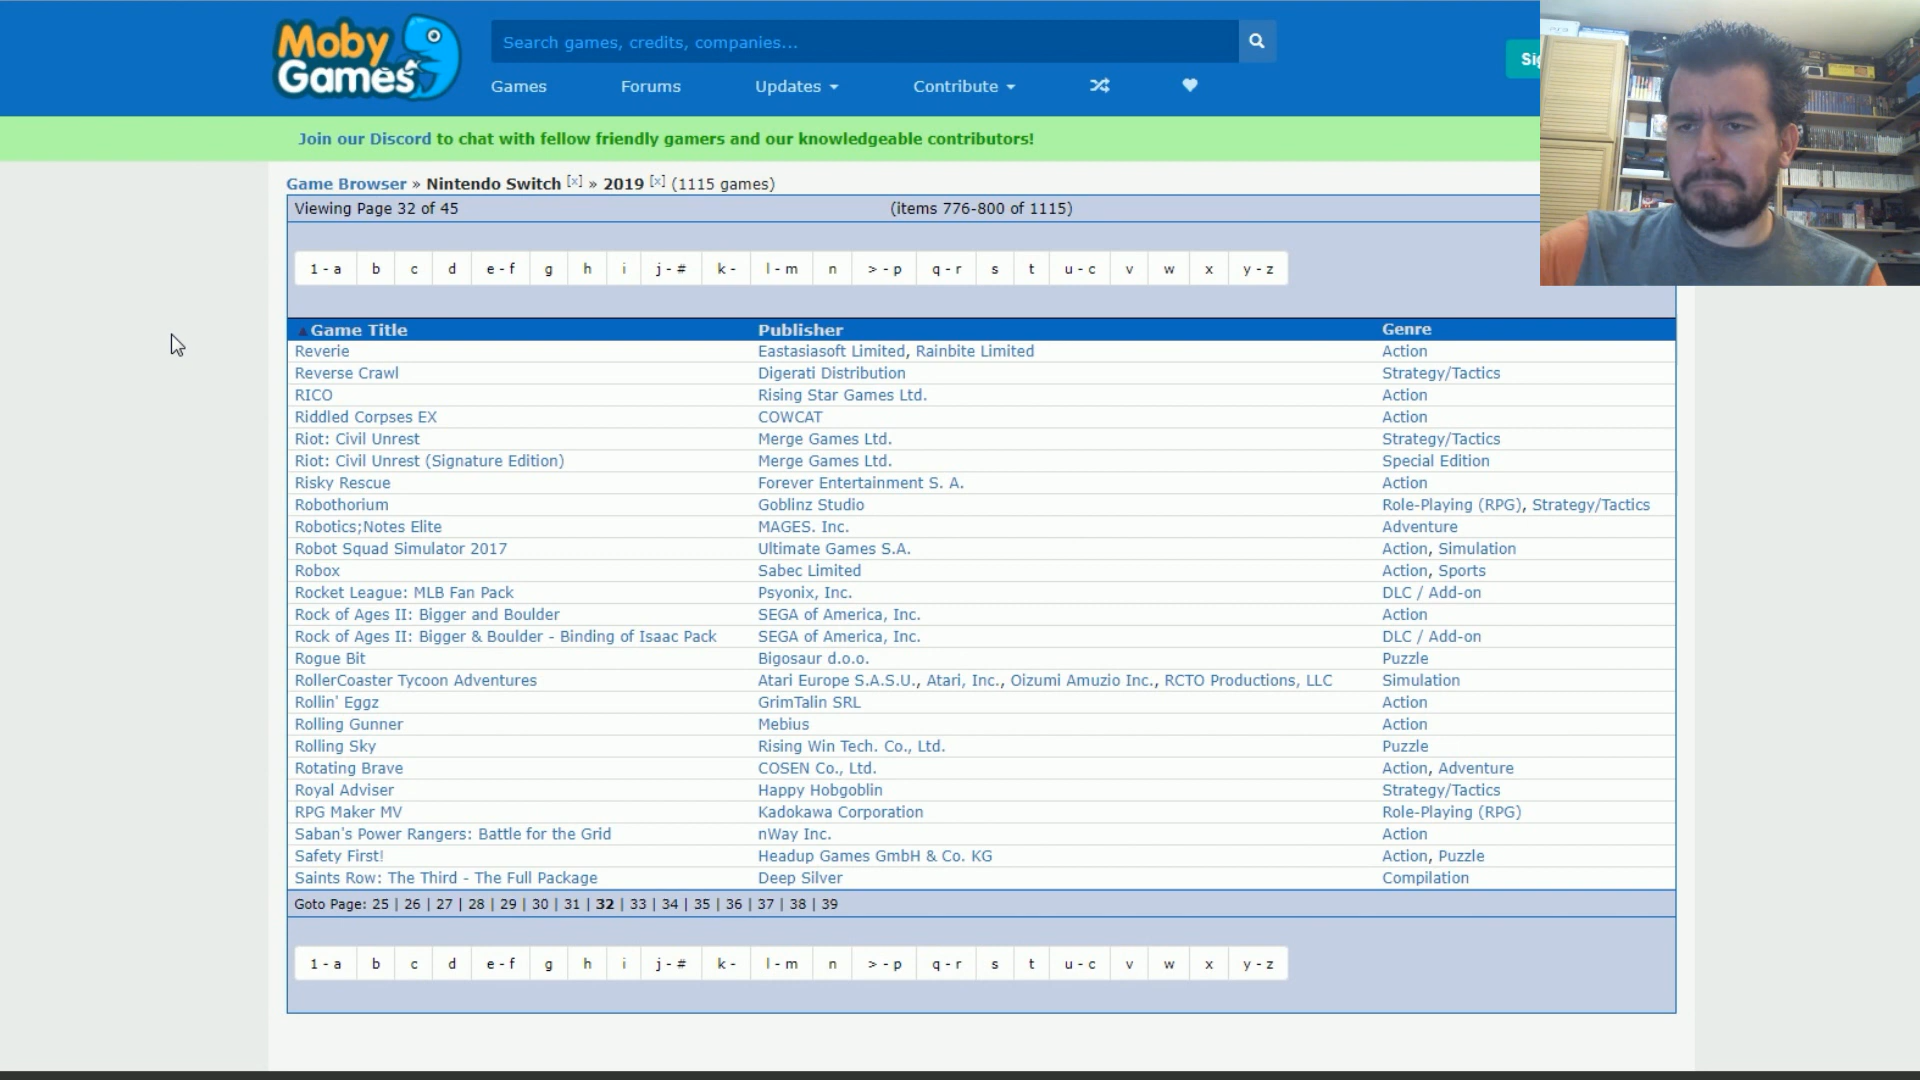 Moby
Games
Search games, credits, companies...
Games Forums Updates Contribute
Join our Discord to chat with fellow friendly gamers and our knowledgeable contributors!
Game Browser » Nintendo Switch [x] » 2019 [x] (1115 games)
Viewing Page 32 of 45 (items 776-800 of 1115)
1 - a b c d e - f g h i j - # k - l - m n > - p q - r s t u - c v w x y - z
Game Title Publisher Genre
Reverie Eastasiasoft Limited, Rainbite Limited Action
Reverse Crawl Digerati Distribution Strategy/Tactics
RICO Rising Star Games Ltd. Action
Riddled Corpses EX COWCAT Action
Riot: Civil Unrest Merge Games Ltd. Strategy/Tactics
Riot: Civil Unrest (Signature Edition) Merge Games Ltd. Special Edition
Risky Rescue Forever Entertainment S. A. Action
Robothorium Goblinz Studio Role-Playing (RPG), Strategy/Tactics
Robotics;Notes Elite MAGES. Inc. Adventure
Robot Squad Simulator 2017 Ultimate Games S.A. Action, Simulation
Robox Sabec Limited Action, Sports
Rocket League: MLB Fan Pack Psyonix, Inc. DLC / Add-on
Rock of Ages II: Bigger and Boulder SEGA of America, Inc. Action
Rock of Ages II: Bigger & Boulder - Binding of Isaac Pack SEGA of America, Inc. DLC / Add-on
Rogue Bit Bigosaur d.o.o. Puzzle
RollerCoaster Tycoon Adventures Atari Europe S.A.S.U., Atari, Inc., Oizumi Amuzio Inc., RCTO Productions, LLC Simulation
Rollin' Eggz GrimTalin SRL Action
Rolling Gunner Mebius Action
Rolling Sky Rising Win Tech. Co., Ltd. Puzzle
Rotating Brave COSEN Co., Ltd. Action, Adventure
Royal Adviser Happy Hobgoblin Strategy/Tactics
RPG Maker MV Kadokawa Corporation Role-Playing (RPG)
Saban's Power Rangers: Battle for the Grid nWay Inc. Action
Safety First! Headup Games GmbH & Co. KG Action, Puzzle
Saints Row: The Third - The Full Package Deep Silver Compilation
Goto Page: 25 | 26 | 27 | 28 | 29 | 30 | 31 | 32 | 33 | 34 | 35 | 36 | 37 | 38 | 39
1 - a b c d e - f g h i j - # k - l - m n > - p q - r s t u - c v w x y - z